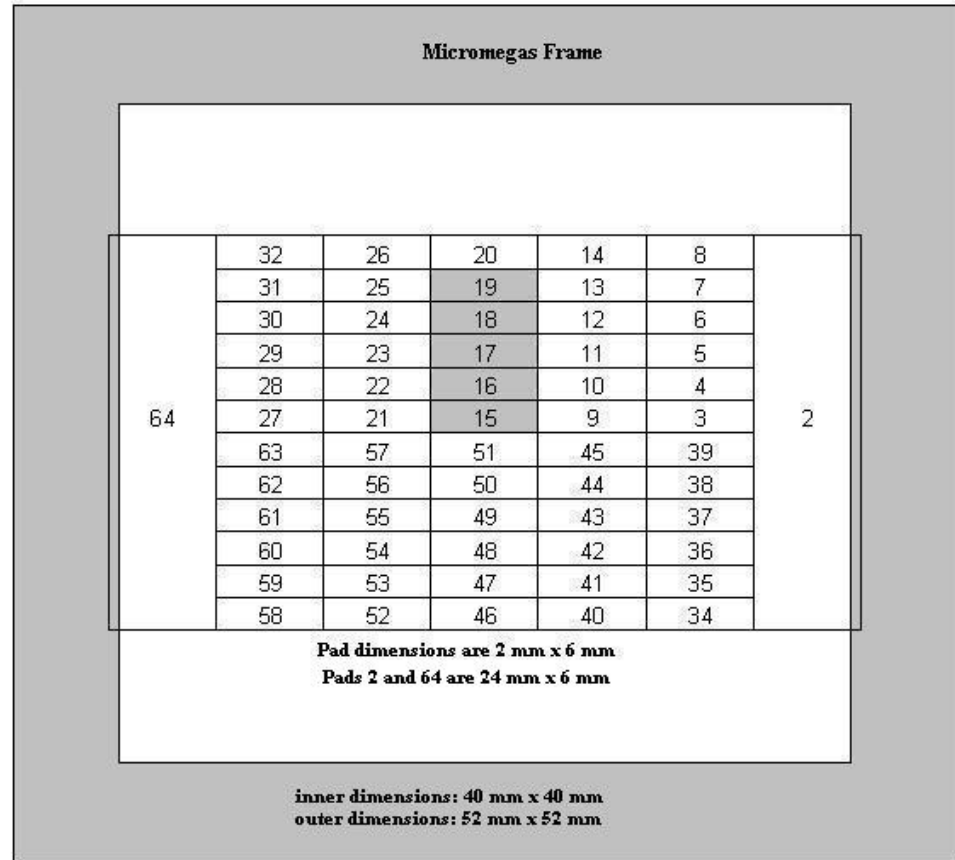 Micromegas Frame
32 26 20 14 8
31 25 19 13 7
30 24 18 12 6
29 23 17 11 5
28 22 16 10 4
64 27 21 15 9 3 2
63 57 51 45 39
62 56 50 44 38
61 55 49 43 37
60 54 48 42 36
59 53 47 41 35
58 52 46 40 34
Pad dimensions are 2 mm x 6 mm
Pads 2 and 64 are 24 mm x 6 mm
inner dimensions: 40 mm x 40 mm
outer dimensions: 52 mm x 52 mm